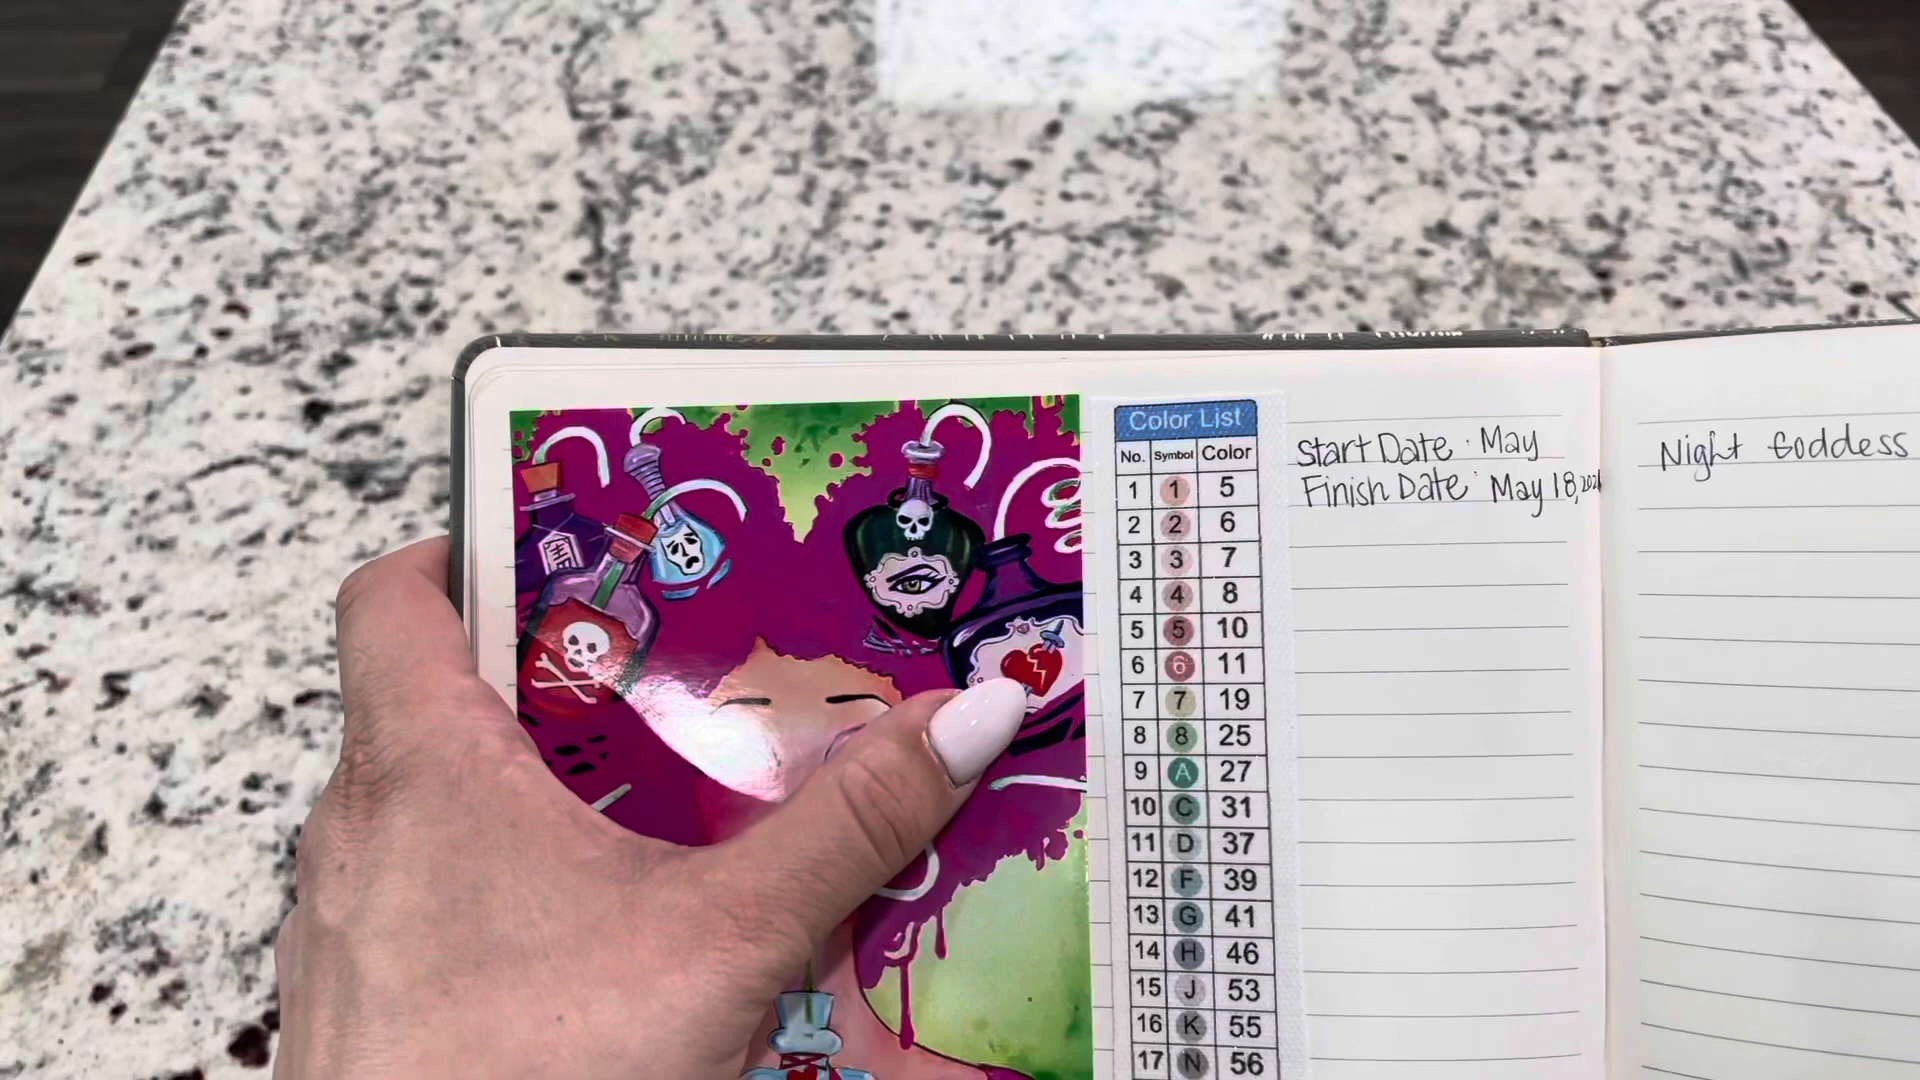 Color List
No. Symbol Color
1 1 5
2 2 6
3 3 7
4 4 8
5 5 10
6 6 11
7 7 19
8 8 25
9 A 27
10 C 31
11 D 37
12 F 39
13 G 41
14 H 46
15 J 53
16 K 55
17 N 56
Start Date: May
Finish Date: May 18,
Night Goddess